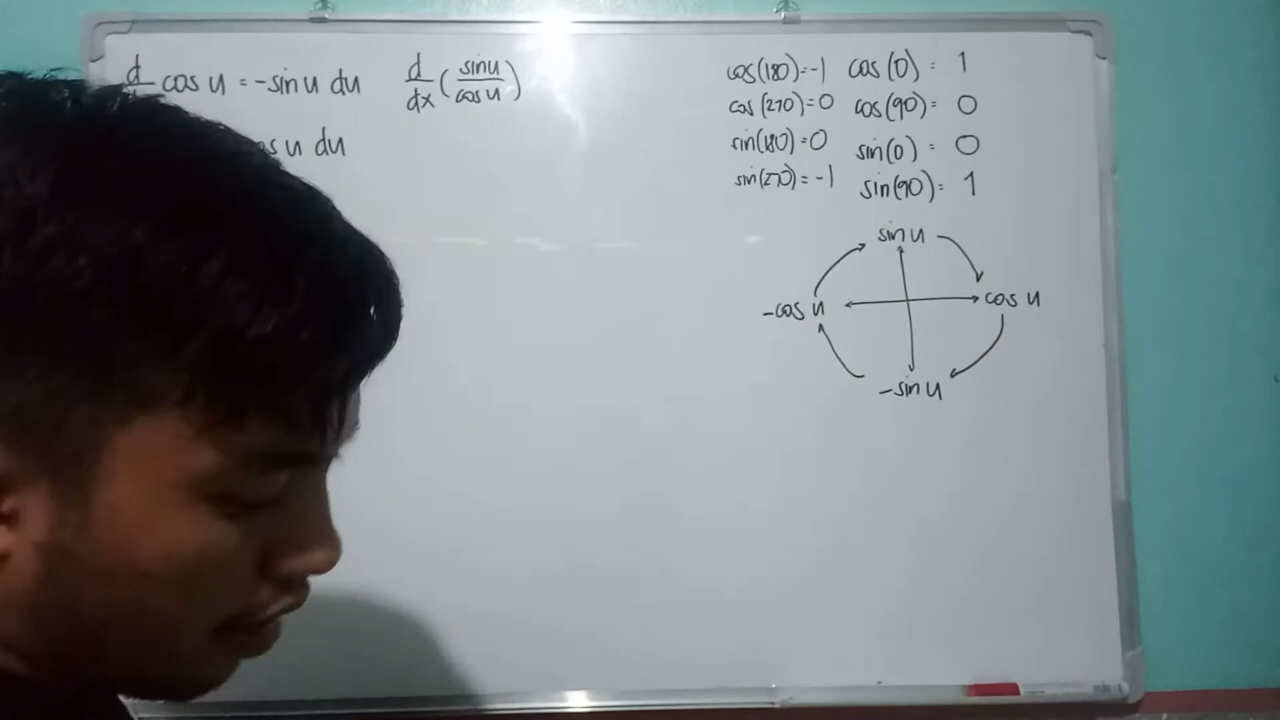 d/dx cos u = -sin u du
d/dx (sin u / cos u)
cos u du
cos(180)=-1 cos(0) = 1
cos(270)=0 cos(90) = 0
sin(180)=0 sin(0) = 0
sin(270)=-1 sin(90) = 1
sin u
-cos u
cos u
-sin u